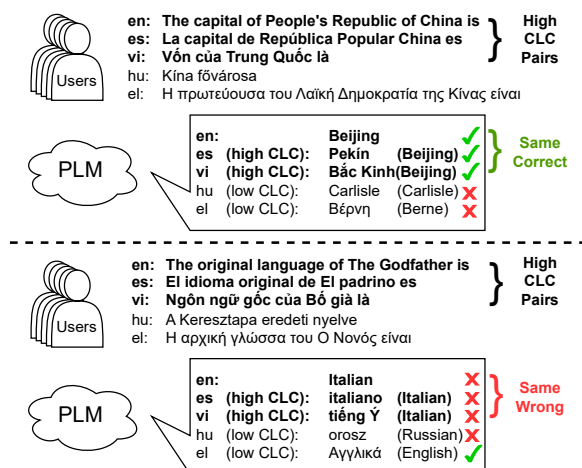 en: The capital of People's Republic of China is
es: La capital de República Popular China es
vi: Vốn của Trung Quốc là
hu: Kína fővárosa
el: Η πρωτεύουσα του Λαϊκή Δημοκρατία της Κίνας είναι
} High
CLC
Pairs
Users
PLM
en: Beijing ✓
es (high CLC): Pekín (Beijing) ✓
vi (high CLC): Bắc Kinh(Beijing) ✓
hu (low CLC): Carlisle (Carlisle) X
el (low CLC): Βέρνη (Berne) X
} Same
Correct
en: The original language of The Godfather is
es: El idioma original de El padrino es
vi: Ngôn ngữ gốc của Bố già là
hu: A Keresztapa eredeti nyelve
el: Η αρχική γλώσσα του Ο Νονός είναι
} High
CLC
Pairs
Users
PLM
en: Italian X
es (high CLC): italiano (Italian) X
vi (high CLC): tiếng Ý (Italian) X
hu (low CLC): orosz (Russian) X
el (low CLC): Αγγλικά (English) ✓
} Same
Wrong